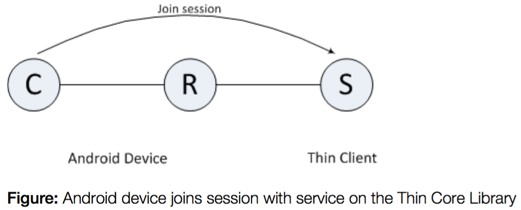 Join session
C R S
Android Device Thin Client
Figure: Android device joins session with service on the Thin Core Library